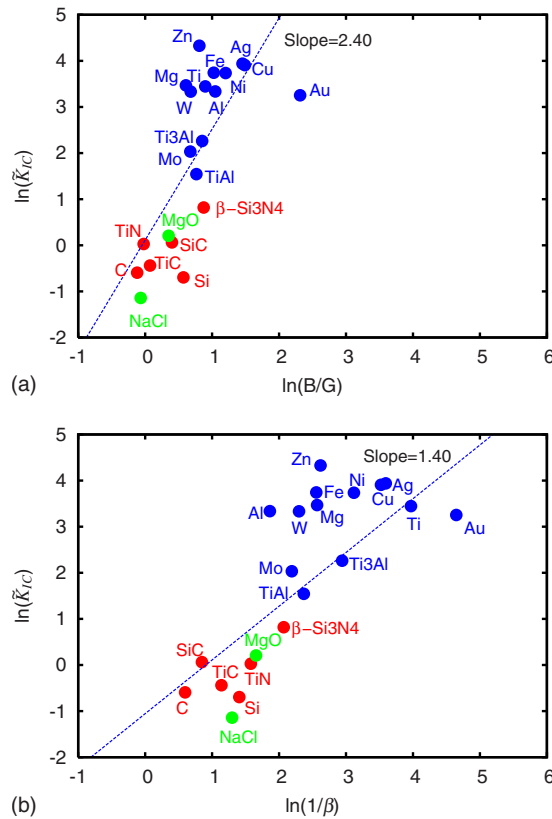 5
4
3
2
1
0
-1
-2
-1 0 1 2 3 4 5 6
ln(K̃IC)
ln(B/G)
(a)
Slope=2.40
Zn
Ag
Fe
Cu
Mg Ti
Ni
Au
W Al
Ti3Al
Mo
TiAl
β−Si3N4
MgO
TiN
SiC
TiC
C
Si
NaCl
5
4
3
2
1
0
-1
-2
-1 0 1 2 3 4 5 6
ln(K̃IC)
ln(1/β)
(b)
Slope=1.40
Zn
Ni
Ag
Fe
Cu
Al
W
Mg
Ti
Au
Mo
Ti3Al
TiAl
β−Si3N4
MgO
SiC
TiC
TiN
C
Si
NaCl